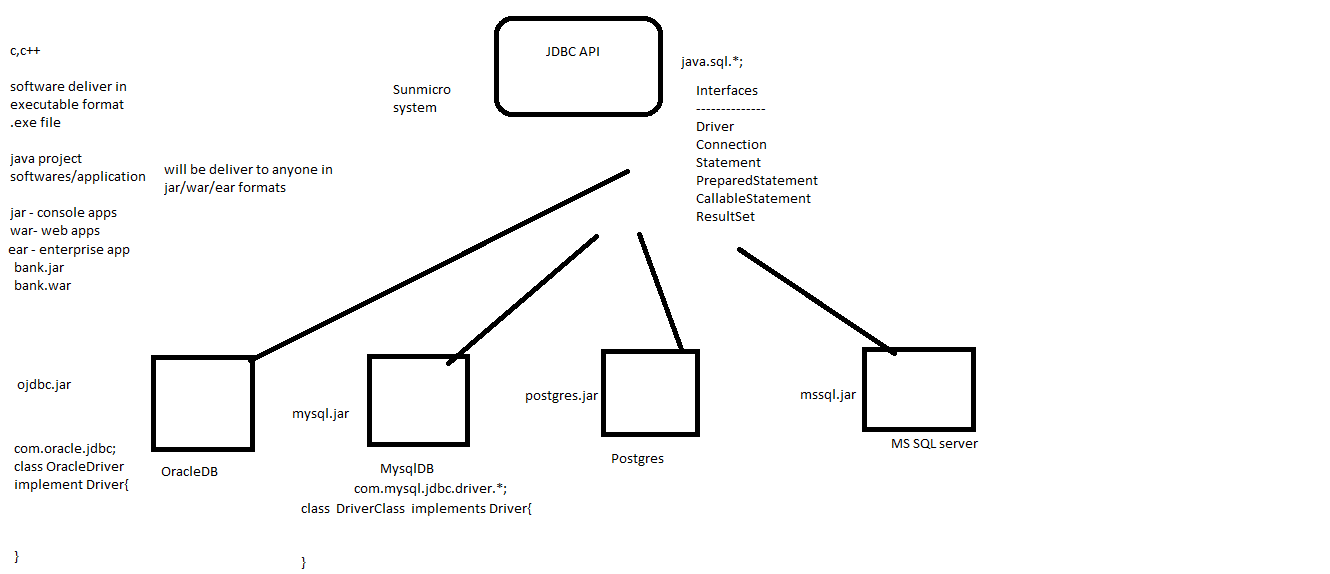 c,c++
software deliver in
executable format
.exe file
java project
softwares/application
will be deliver to anyone in
jar/war/ear formats
jar - console apps
war- web apps
ear - enterprise app
bank.jar
bank.war
Sunmicro
system
JDBC API
java.sql.*;
Interfaces
--------------
Driver
Connection
Statement
PreparedStatement
CallableStatement
ResultSet
ojdbc.jar
com.oracle.jdbc;
class OracleDriver
implement Driver{
}
OracleDB
mysql.jar
MysqlDB
com.mysql.jdbc.driver.*;
class  DriverClass  implements Driver{
}
postgres.jar
Postgres
mssql.jar
MS SQL server